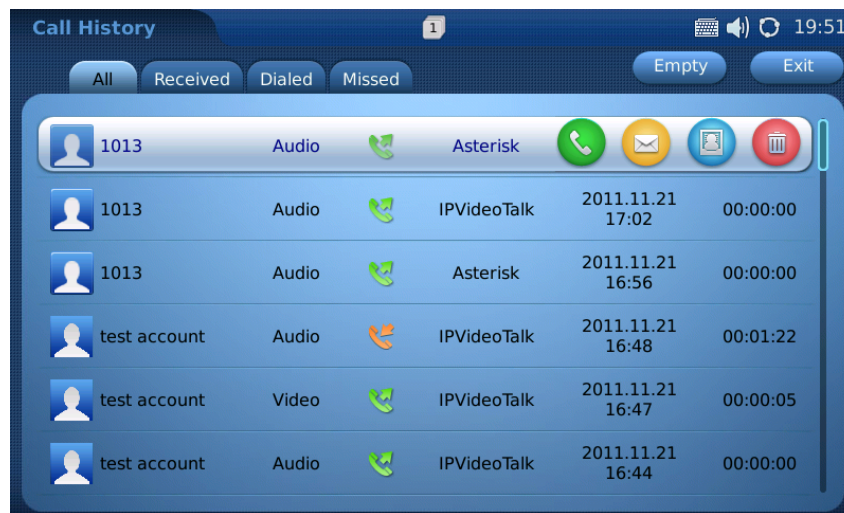 Call History 1 19:51
All Received Dialed Missed Empty Exit
1013 Audio Asterisk
1013 Audio IPVideoTalk 2011.11.21
17:02 00:00:00
1013 Audio Asterisk 2011.11.21
16:56 00:00:00
test account Audio IPVideoTalk 2011.11.21
16:48 00:01:22
test account Video IPVideoTalk 2011.11.21
16:47 00:00:05
test account Audio IPVideoTalk 2011.11.21
16:44 00:00:00